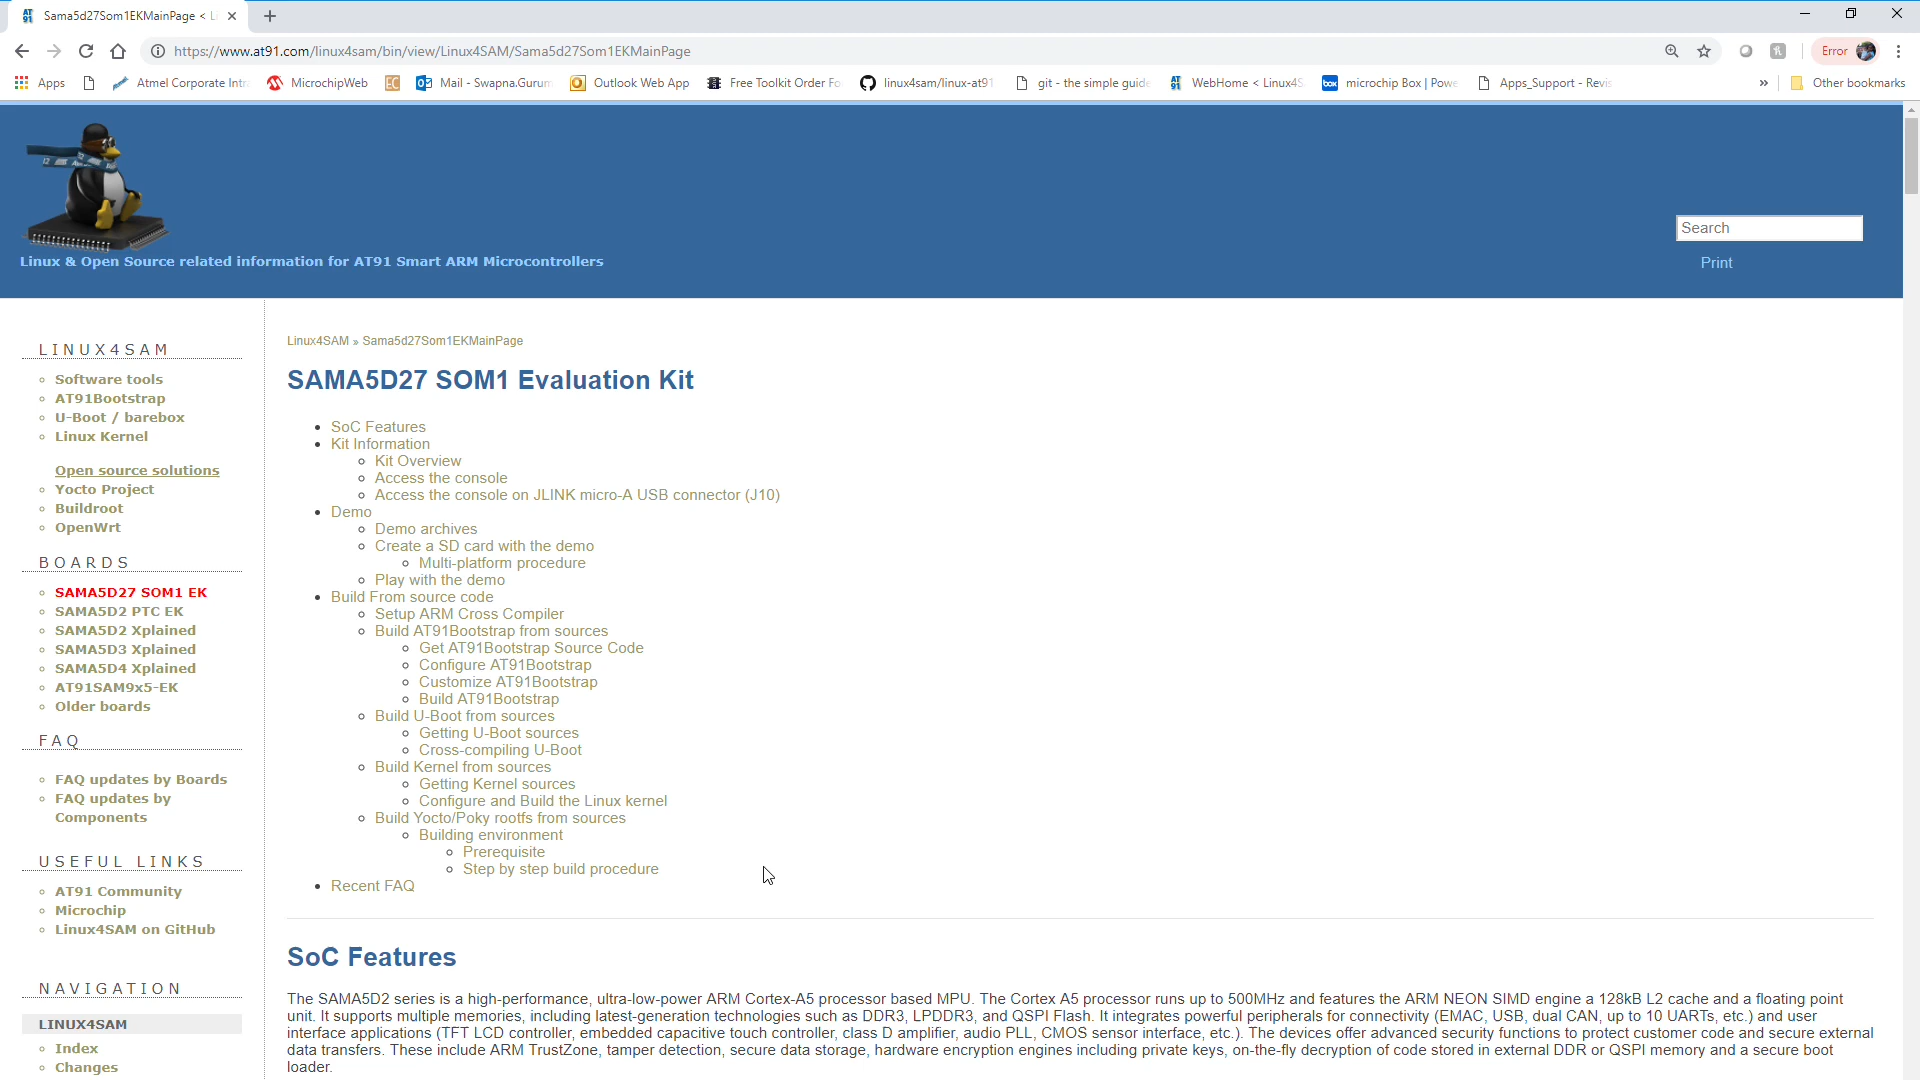 Sama5d27Som1EKMainPage < Li
https://www.at91.com/linux4sam/bin/view/Linux4SAM/Sama5d27Som1EKMainPage
Error
Apps
Atmel Corporate Intra
MicrochipWeb
EC
Mail - Swapna.Gurum
Outlook Web App
Free Toolkit Order Fo
linux4sam/linux-at91
git - the simple guide
WebHome < Linux4S
box
microchip Box | Powe
Apps_Support - Revis
»
Other bookmarks
Linux & Open Source related information for AT91 Smart ARM Microcontrollers
Search
Print
LINUX4SAM
Software tools
AT91Bootstrap
U-Boot / barebox
Linux Kernel
Open source solutions
Yocto Project
Buildroot
OpenWrt
BOARDS
SAMA5D27 SOM1 EK
SAMA5D2 PTC EK
SAMA5D2 Xplained
SAMA5D3 Xplained
SAMA5D4 Xplained
AT91SAM9x5-EK
Older boards
FAQ
FAQ updates by Boards
FAQ updates by
Components
USEFUL LINKS
AT91 Community
Microchip
Linux4SAM on GitHub
NAVIGATION
LINUX4SAM
Index
Changes
Linux4SAM » Sama5d27Som1EKMainPage
SAMA5D27 SOM1 Evaluation Kit
SoC Features
Kit Information
Kit Overview
Access the console
Access the console on JLINK micro-A USB connector (J10)
Demo
Demo archives
Create a SD card with the demo
Multi-platform procedure
Play with the demo
Build From source code
Setup ARM Cross Compiler
Build AT91Bootstrap from sources
Get AT91Bootstrap Source Code
Configure AT91Bootstrap
Customize AT91Bootstrap
Build AT91Bootstrap
Build U-Boot from sources
Getting U-Boot sources
Cross-compiling U-Boot
Build Kernel from sources
Getting Kernel sources
Configure and Build the Linux kernel
Build Yocto/Poky rootfs from sources
Building environment
Prerequisite
Step by step build procedure
Recent FAQ
SoC Features
The SAMA5D2 series is a high-performance, ultra-low-power ARM Cortex-A5 processor based MPU. The Cortex A5 processor runs up to 500MHz and features the ARM NEON SIMD engine a 128kB L2 cache and a floating point
unit. It supports multiple memories, including latest-generation technologies such as DDR3, LPDDR3, and QSPI Flash. It integrates powerful peripherals for connectivity (EMAC, USB, dual CAN, up to 10 UARTs, etc.) and user
interface applications (TFT LCD controller, embedded capacitive touch controller, class D amplifier, audio PLL, CMOS sensor interface, etc.). The devices offer advanced security functions to protect customer code and secure external
data transfers. These include ARM TrustZone, tamper detection, secure data storage, hardware encryption engines including private keys, on-the-fly decryption of code stored in external DDR or QSPI memory and a secure boot
loader.